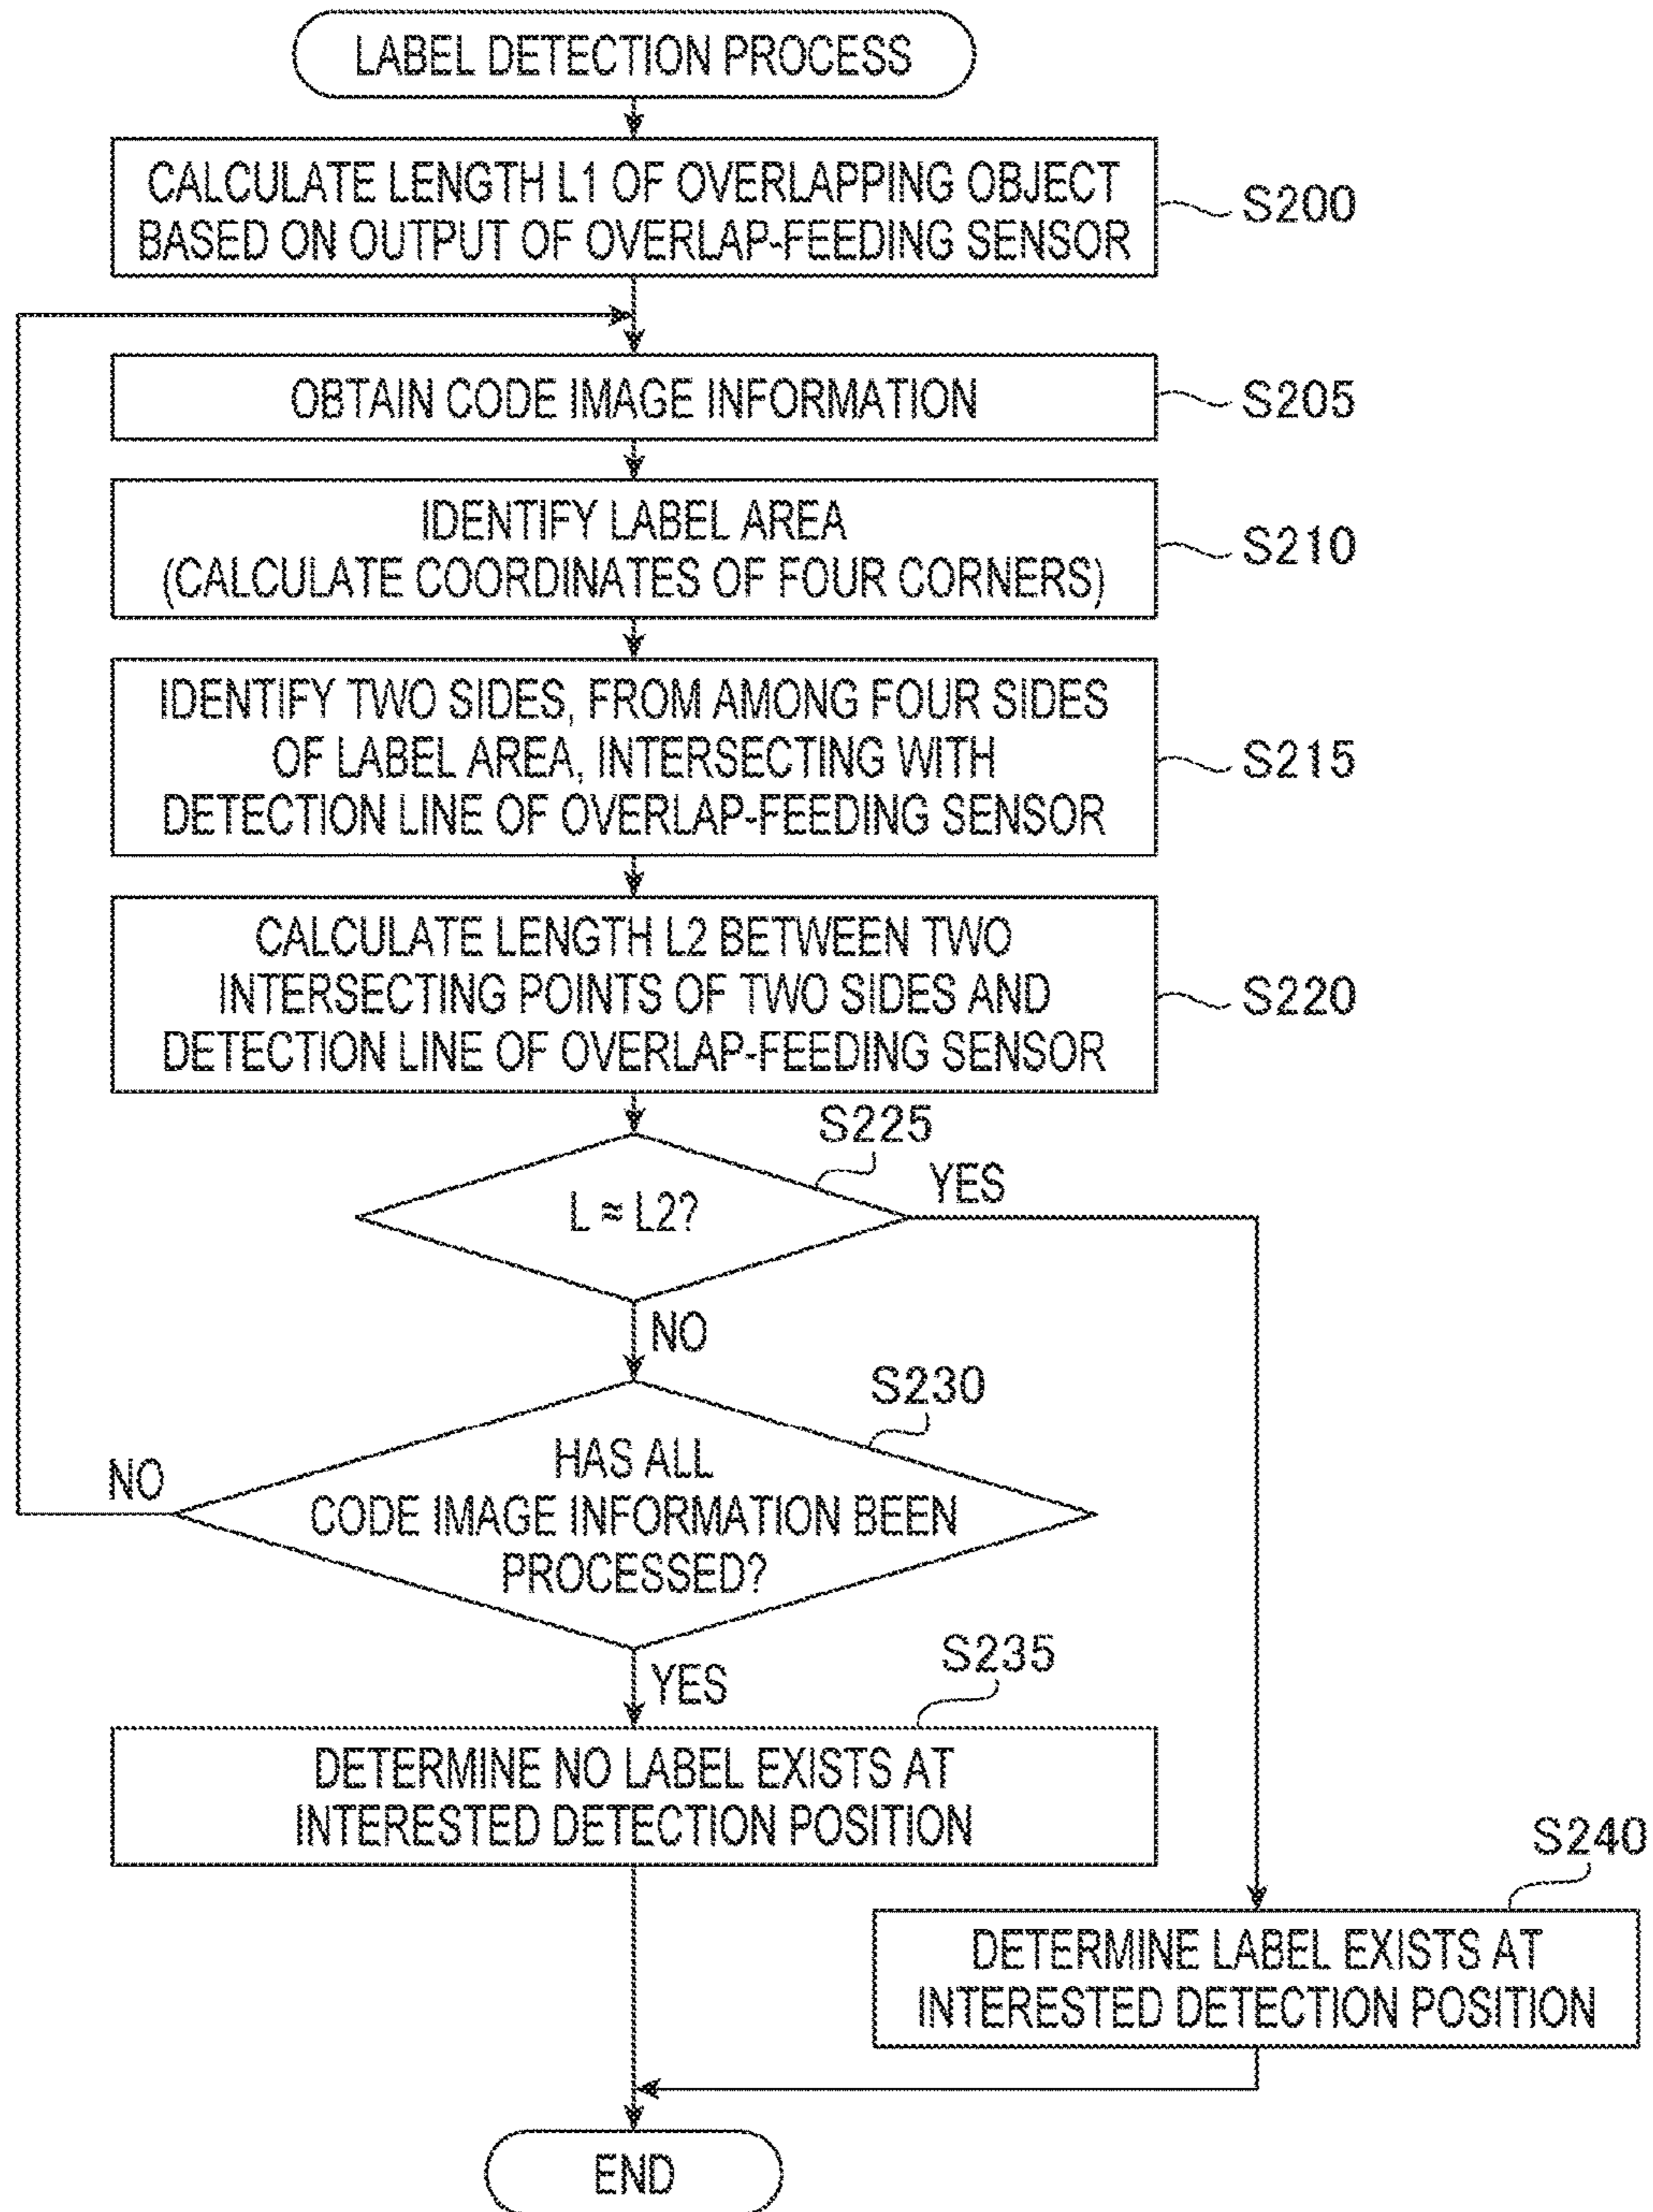 LABEL DETECTION PROCESS
CALCULATE LENGTH L1 OF OVERLAPPING OBJECT
BASED ON OUTPUT OF OVERLAP-FEEDING SENSOR
S200
OBTAIN CODE IMAGE INFORMATION
S205
IDENTIFY LABEL AREA
(CALCULATE COORDINATES OF FOUR CORNERS)
S210
IDENTIFY TWO SIDES, FROM AMONG FOUR SIDES
OF LABEL AREA, INTERSECTING WITH
DETECTION LINE OF OVERLAP-FEEDING SENSOR
S215
CALCULATE LENGTH L2 BETWEEN TWO
INTERSECTING POINTS OF TWO SIDES AND
DETECTION LINE OF OVERLAP-FEEDING SENSOR
S220
S225
YES
L ≈ L2?
NO
S230
NO
HAS ALL
CODE IMAGE INFORMATION BEEN
PROCESSED?
YES
S235
DETERMINE NO LABEL EXISTS AT
INTERESTED DETECTION POSITION
S240
DETERMINE LABEL EXISTS AT
INTERESTED DETECTION POSITION
END